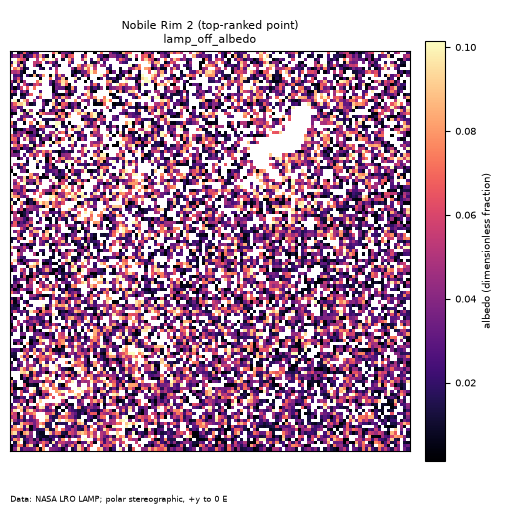 Nobile Rim 2 (top-ranked point)
lamp_off_albedo
0.10
0.08
0.06
0.04
0.02
albedo (dimensionless fraction)
Data: NASA LRO LAMP; polar stereographic, +y to 0 E